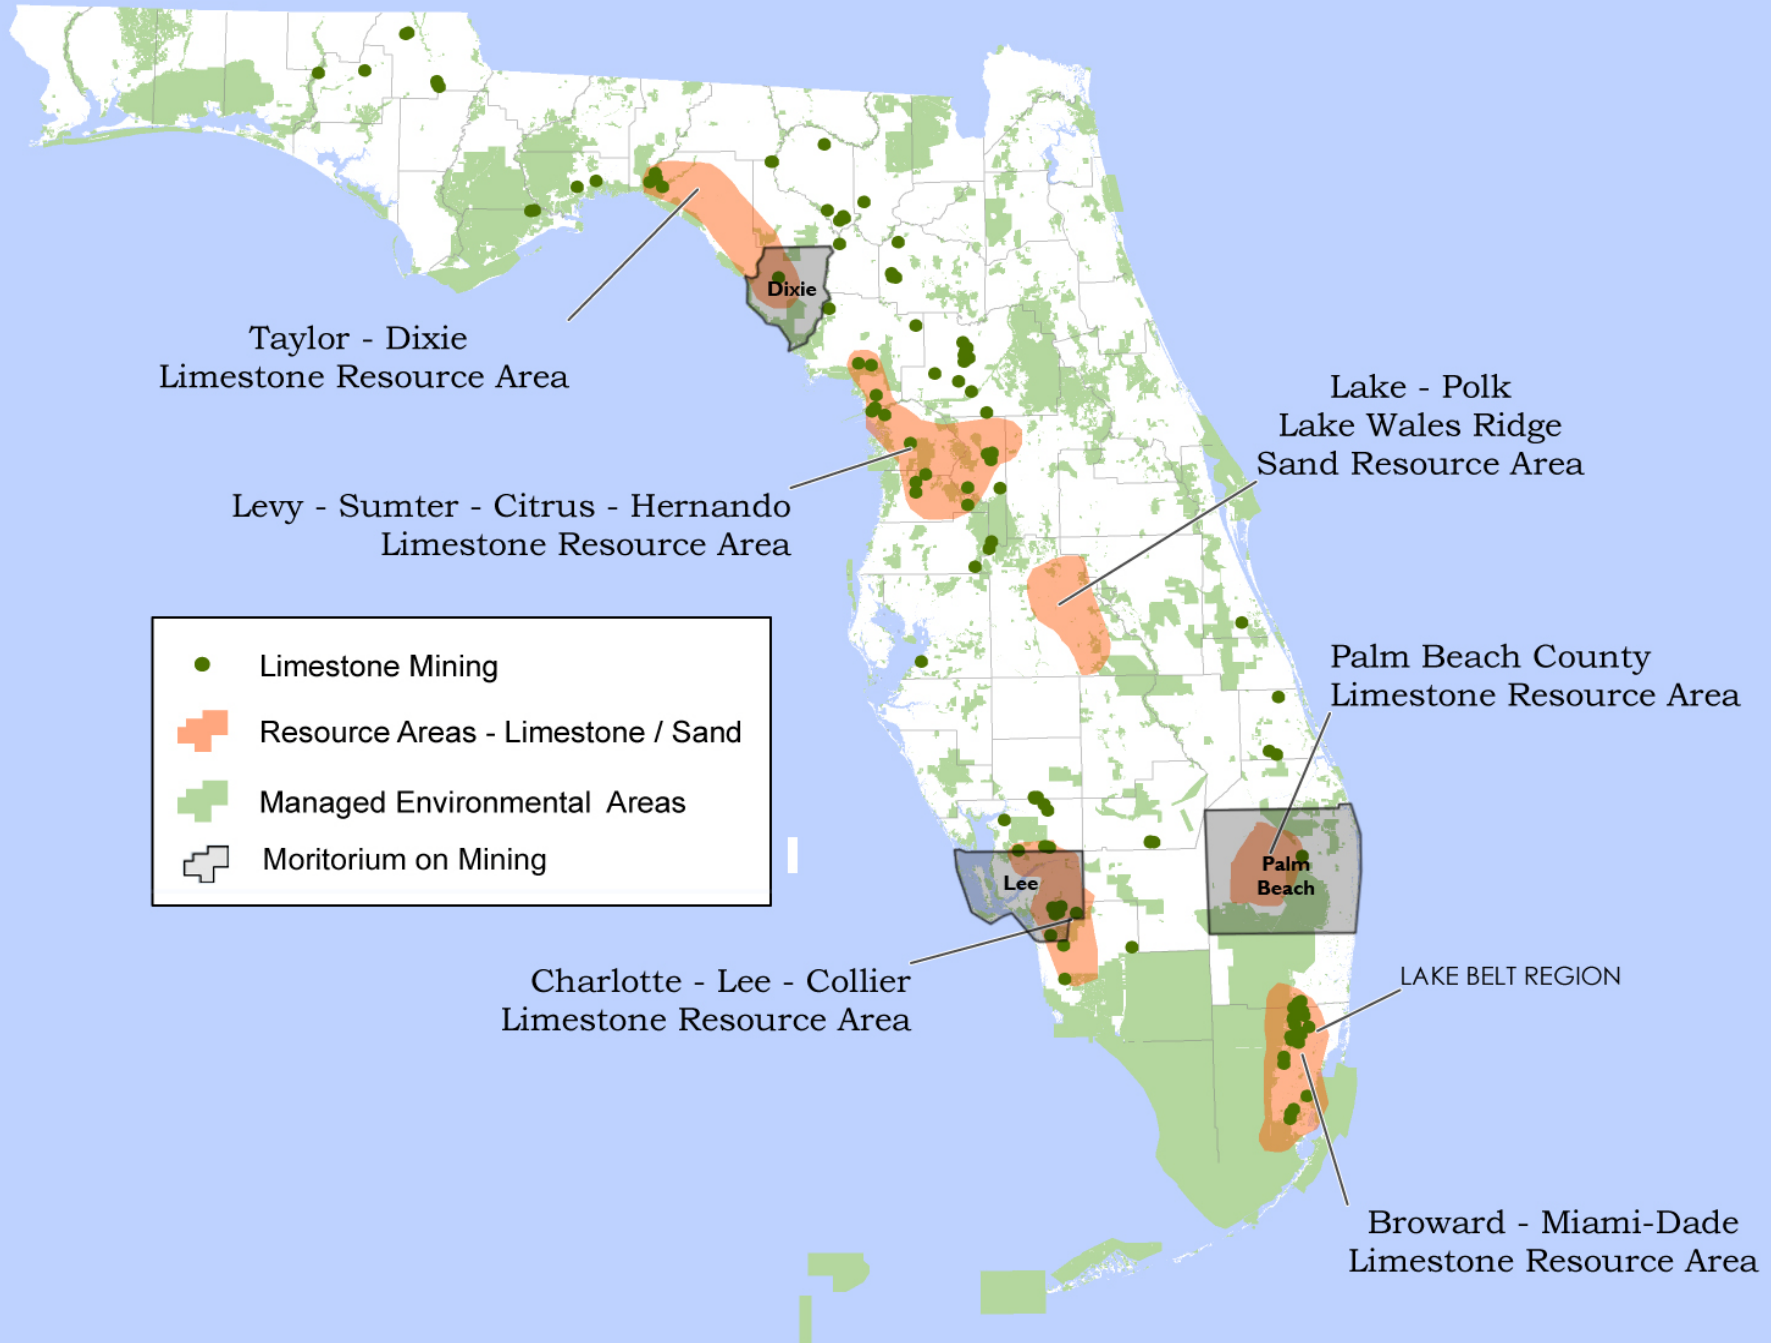 Dixie
Taylor - Dixie
Limestone Resource Area
Lake - Polk
Lake Wales Ridge
Sand Resource Area
Levy - Sumter - Citrus - Hernando
Limestone Resource Area
Limestone Mining
Resource Areas - Limestone / Sand
Managed Environmental Areas
Moritorium on Mining
Palm Beach County
Limestone Resource Area
Palm
Beach
Lee
Charlotte - Lee - Collier
Limestone Resource Area
LAKE BELT REGION
Broward - Miami-Dade
Limestone Resource Area